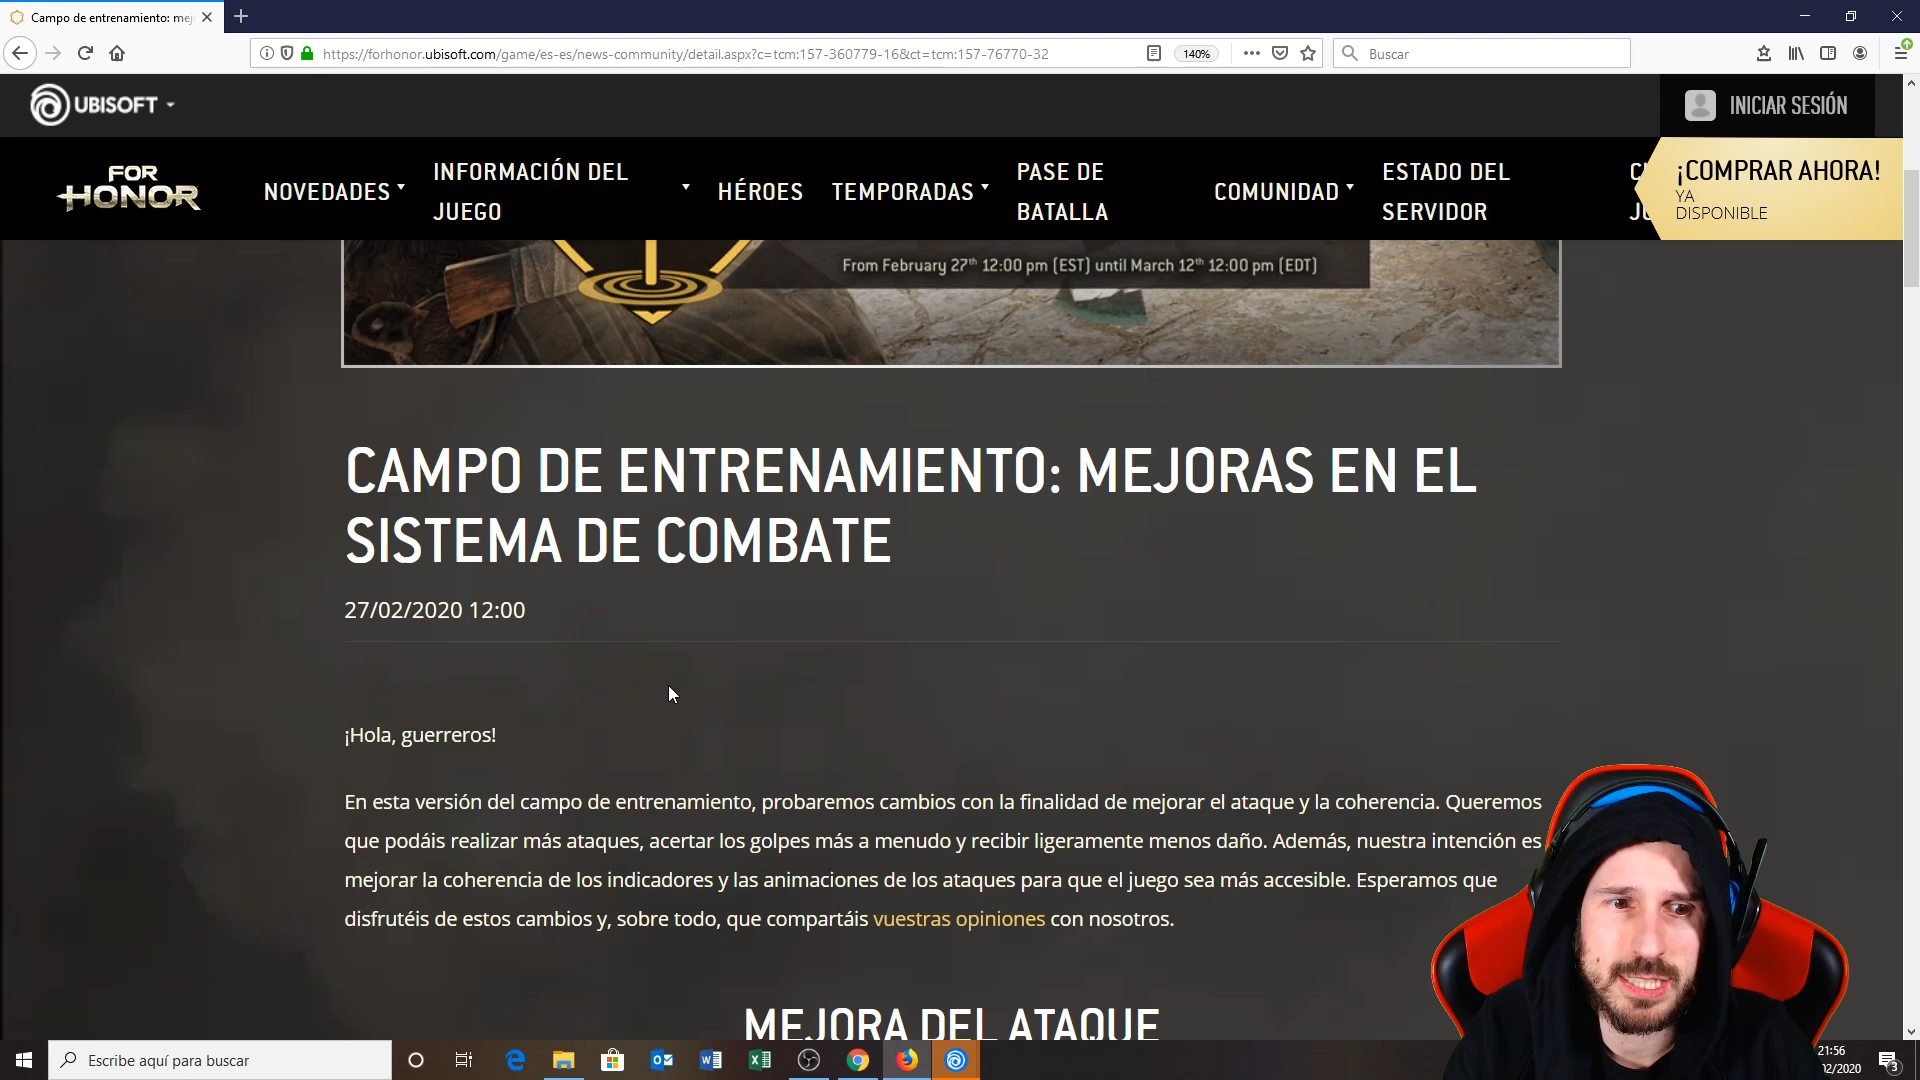 Campo de entrenamiento: mej
https://forhonor.ubisoft.com/game/es-es/news-community/detail.aspx?c=tcm:157-360779-16&ct=tcm:157-76770-32
140%
Buscar
UBISOFT
INICIAR SESIÓN
FOR HONOR
NOVEDADES
INFORMACIÓN DEL JUEGO
HÉROES
TEMPORADAS
PASE DE BATALLA
COMUNIDAD
ESTADO DEL SERVIDOR
¡COMPRAR AHORA!
YA
DISPONIBLE
From February 27th 12:00 pm (EST) until March 12th 12:00 pm (EDT)
CAMPO DE ENTRENAMIENTO: MEJORAS EN EL
SISTEMA DE COMBATE
27/02/2020 12:00
¡Hola, guerreros!
En esta versión del campo de entrenamiento, probaremos cambios con la finalidad de mejorar el ataque y la coherencia. Queremos
que podáis realizar más ataques, acertar los golpes más a menudo y recibir ligeramente menos daño. Además, nuestra intención es
mejorar la coherencia de los indicadores y las animaciones de los ataques para que el juego sea más accesible. Esperamos que
disfrutéis de estos cambios y, sobre todo, que compartáis vuestras opiniones con nosotros.
MEJORA DEL ATAQUE
Escribe aquí para buscar
21:56
02/2020
3